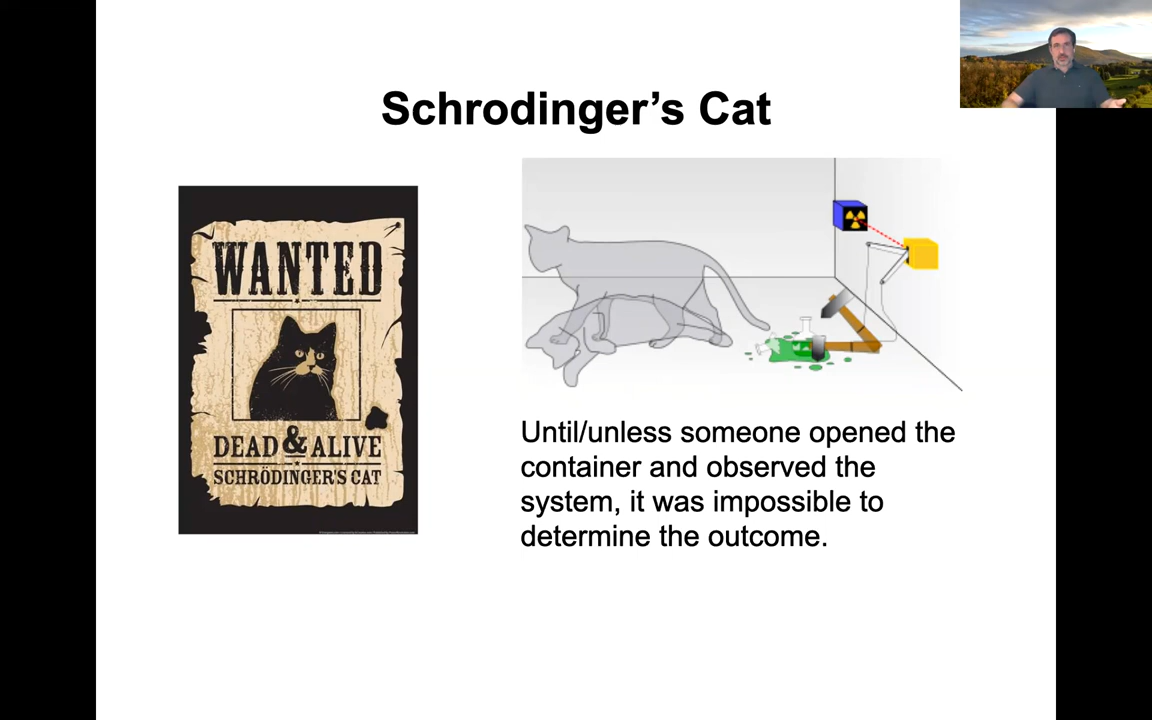 Schrodinger's Cat
WANTED
DEAD & ALIVE
SCHRÖDINGER'S CAT
Until/unless someone opened the
container and observed the
system, it was impossible to
determine the outcome.